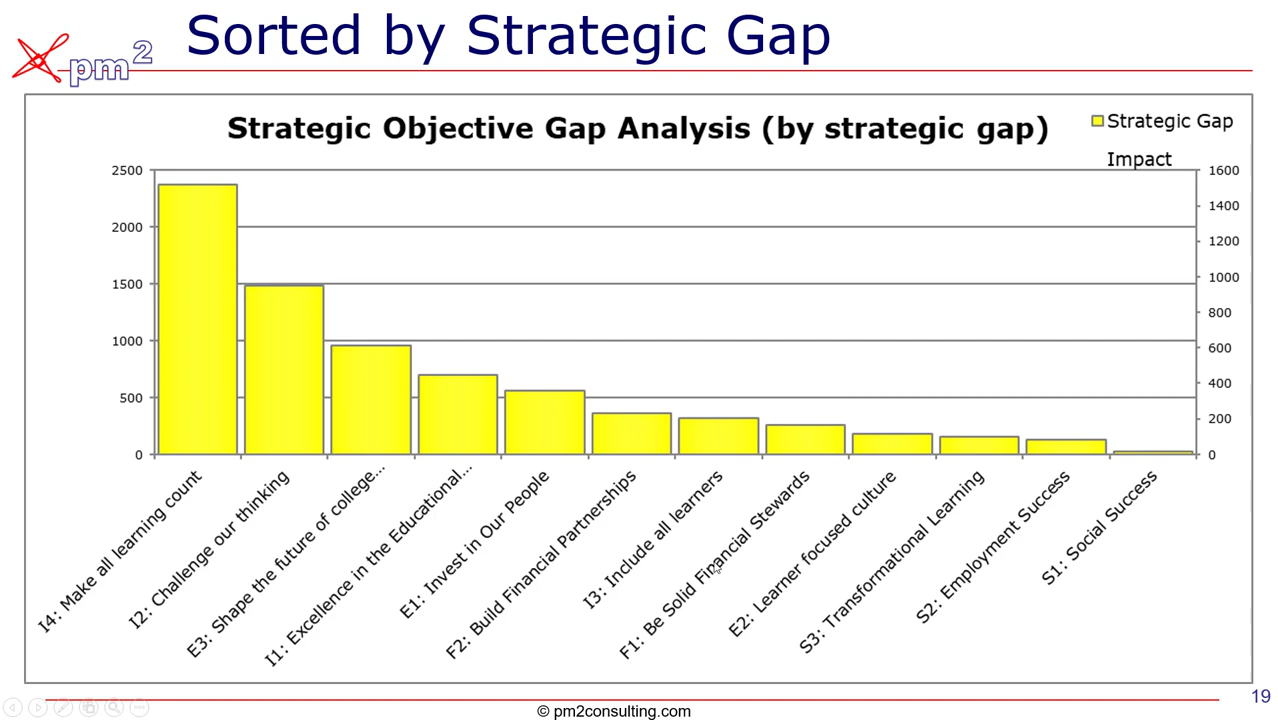 Sorted by Strategic Gap
pm2
Strategic Objective Gap Analysis (by strategic gap)
Strategic Gap
Impact
2500
2000
1500
1000
500
0
1600
1400
1200
1000
800
600
400
200
0
I4: Make all learning count
I2: Challenge our thinking
E3: Shape the future of college...
I1: Excellence in the Educational...
E1: Invest in Our People
F2: Build Financial Partnerships
I3: Include all learners
F1: Be Solid Financial Stewards
E2: Learner focused culture
S3: Transformational Learning
S2: Employment Success
S1: Social Success
19
© pm2consulting.com